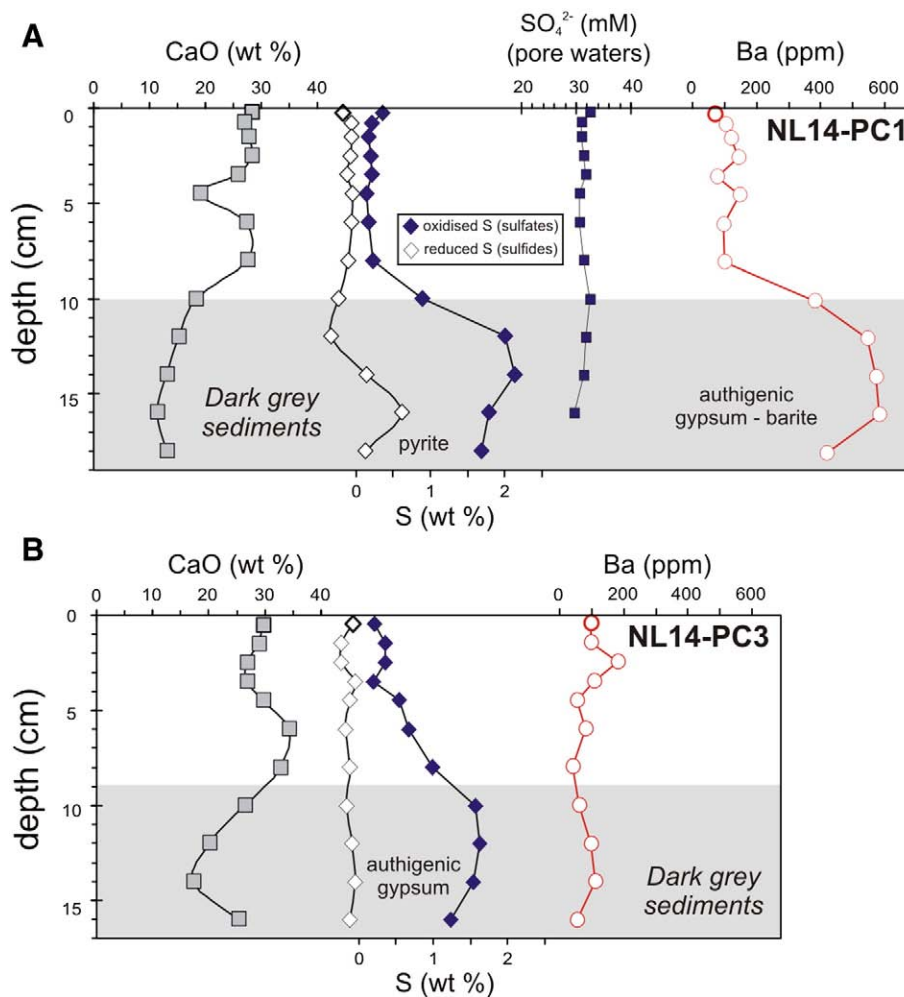 A
CaO (wt %)
SO₄²⁻ (mM)
(pore waters)
Ba (ppm)
0 10 20 30 40 20 30 40 0 200 400 600
NL14-PC1
0
5
10
15
depth (cm)
oxidised S (sulfates)
reduced S (sulfides)
Dark grey
sediments
pyrite
authigenic
gypsum - barite
0 1 2
S (wt %)
B
CaO (wt %)
Ba (ppm)
0 10 20 30 40 0 200 400 600
NL14-PC3
0
5
10
15
depth (cm)
authigenic
gypsum
Dark grey
sediments
0 1 2
S (wt %)